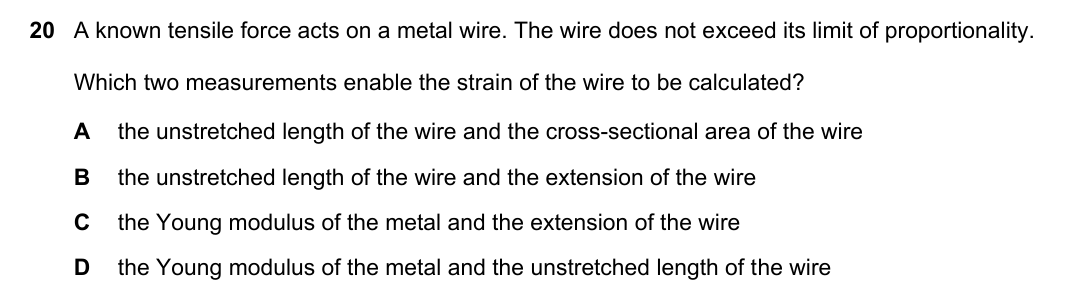 20 A known tensile force acts on a metal wire. The wire does not exceed its limit of proportionality.
Which two measurements enable the strain of the wire to be calculated?
A the unstretched length of the wire and the cross-sectional area of the wire
B the unstretched length of the wire and the extension of the wire
C the Young modulus of the metal and the extension of the wire
D the Young modulus of the metal and the unstretched length of the wire